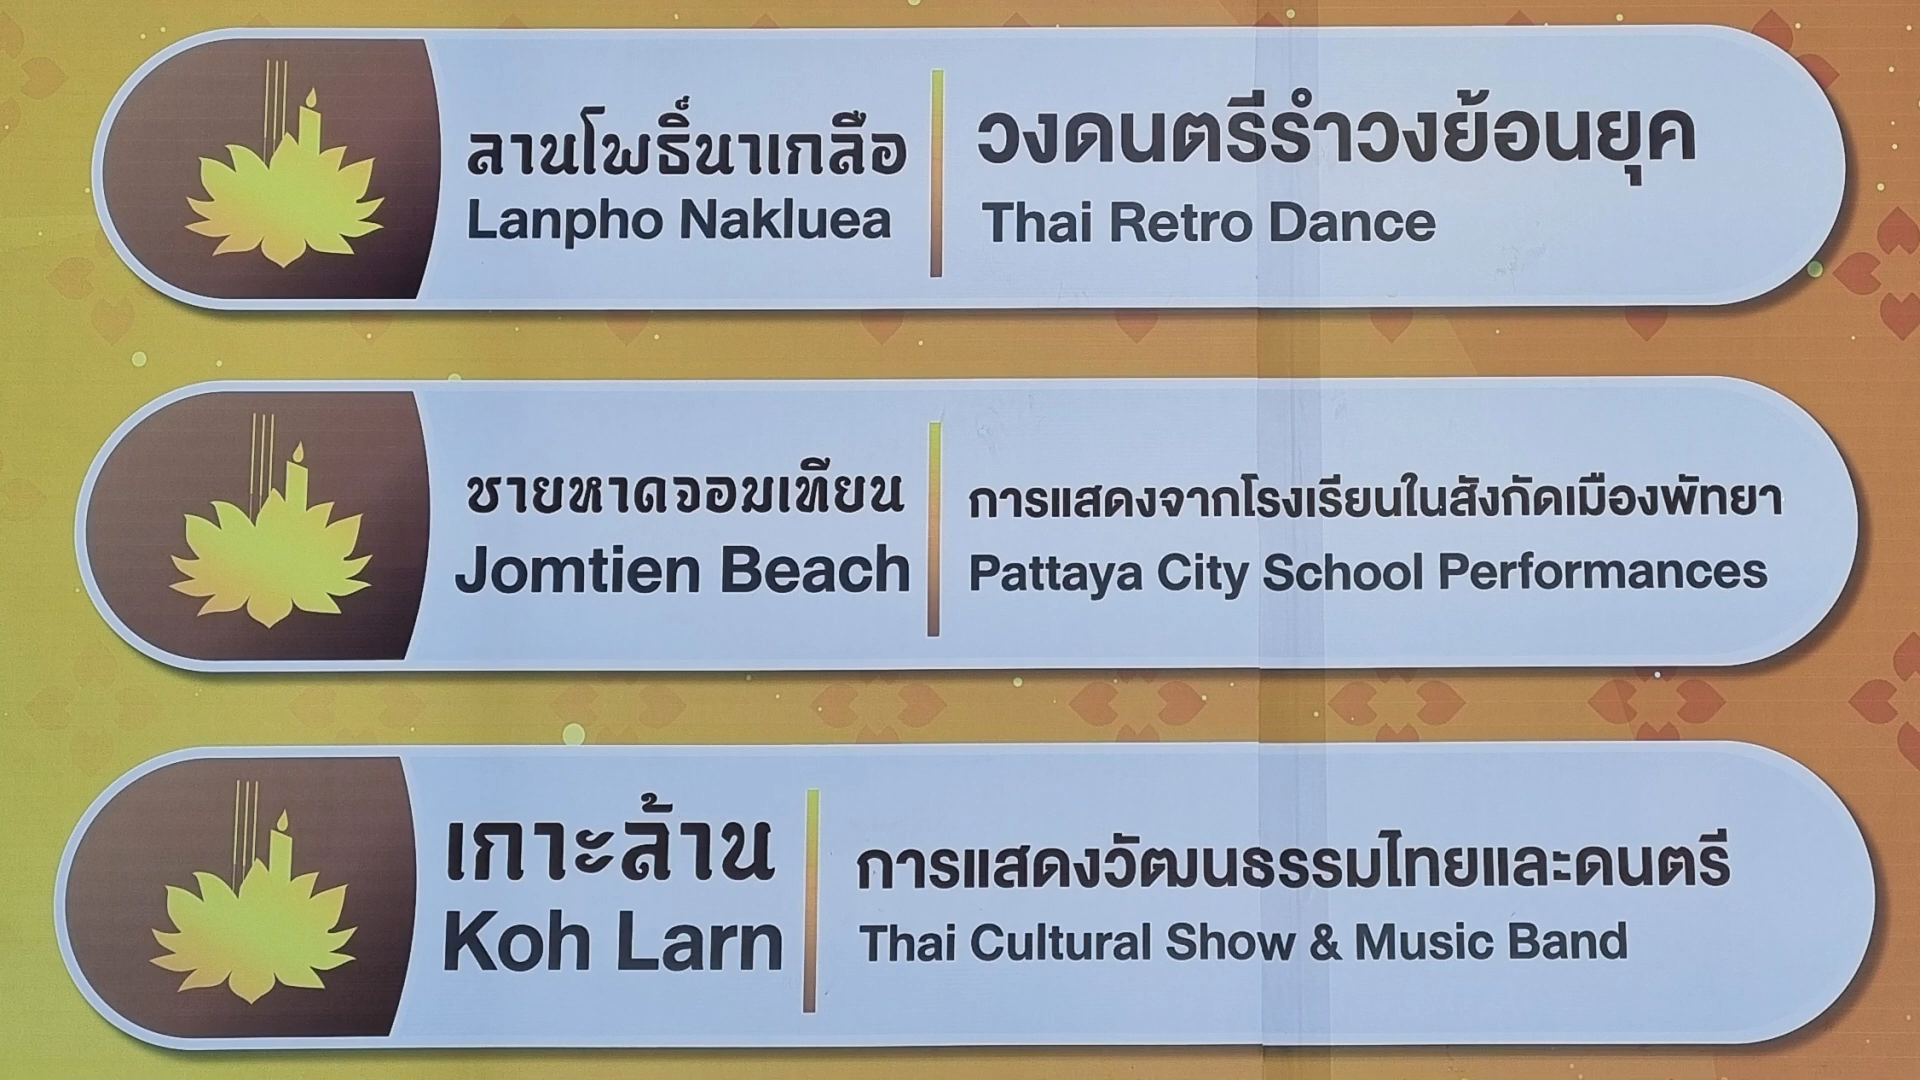 ลานโพธิ์นาเกลือ
Lanpho Nakluea
วงดนตรีรำวงย้อนยุค
Thai Retro Dance
ชายหาดจอมเทียน
Jomtien Beach
การแสดงจากโรงเรียนในสังกัดเมืองพัทยา
Pattaya City School Performances
เกาะล้าน
Koh Larn
การแสดงวัฒนธรรมไทยและดนตรี
Thai Cultural Show & Music Band